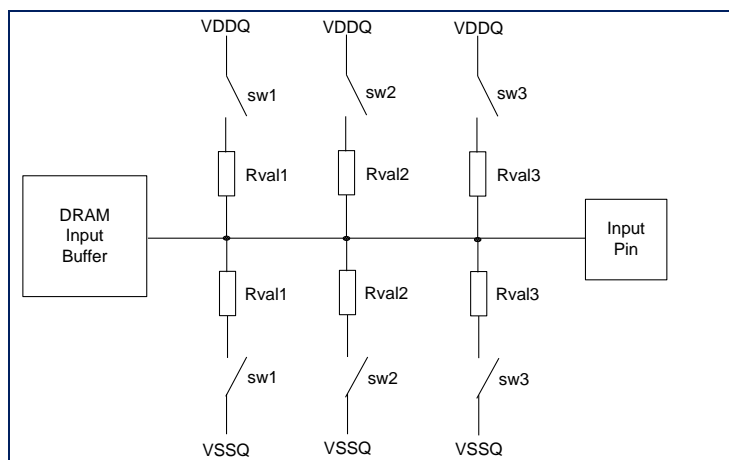 VDDQ VDDQ VDDQ
sw1 sw2 sw3
Rval1 Rval2 Rval3
DRAM
Input
Buffer
Input
Pin
Rval1 Rval2 Rval3
sw1 sw2 sw3
VSSQ VSSQ VSSQ